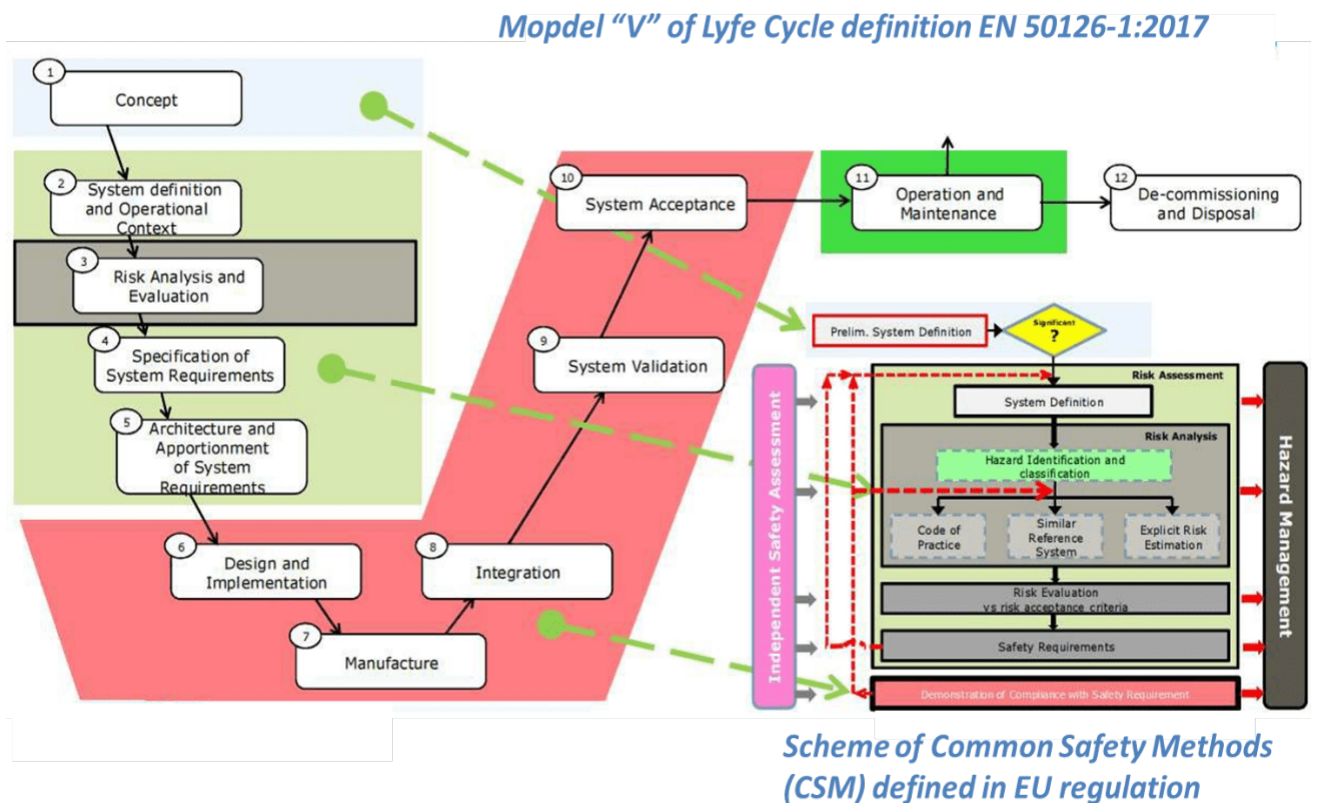 Mopdel “V” of Lyfe Cycle definition EN 50126-1:2017
1
Concept
2
System definition
and Operational
Context
3
Risk Analysis and
Evaluation
4
Specification of
System Requirements
5
Architecture and
Apportionment
of System
Requirements
6
Design and
Implementation
7
Manufacture
8
Integration
9
System Validation
10
System Acceptance
11
Operation and
Maintenance
12
De-commissioning
and Disposal
Prelim. System Definition
Significant
?
Independent Safety Assessment
Risk Assessment
System Definition
Risk Analysis
Hazard Identification and
classification
Code of
Practice
Similar
Reference
System
Explicit Risk
Estimation
Risk Evaluation
vs risk acceptance criteria
Safety Requirements
Demonstration of Compliance with Safety Requirement
Hazard Management
Scheme of Common Safety Methods
(CSM) defined in EU regulation